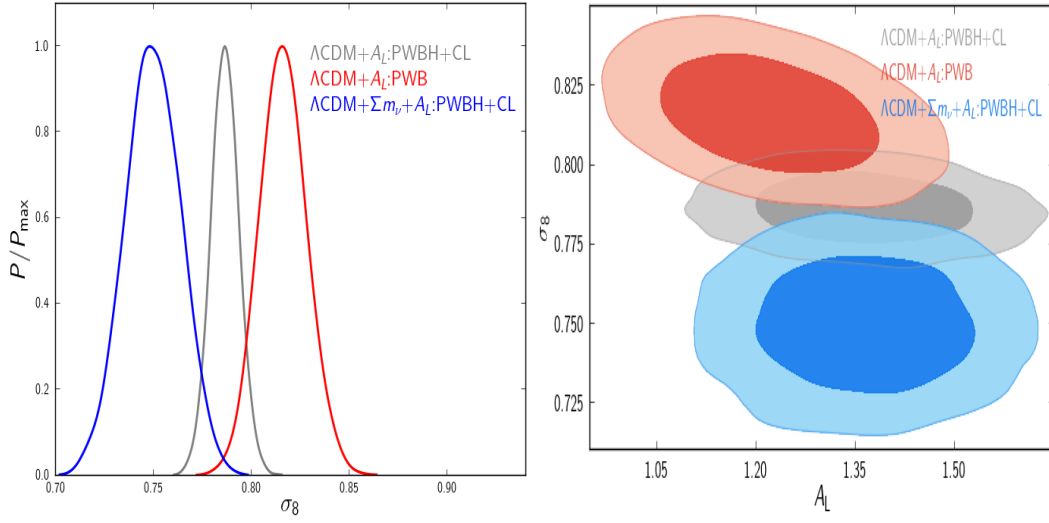 ΛCDM+A_L:PWBH+CL
ΛCDM+A_L:PWB
ΛCDM+Σm_ν+A_L:PWBH+CL
P/P_max
1.0
0.8
0.6
0.4
0.2
0.0
0.70
0.75
0.80
0.85
0.90
σ_8
ΛCDM+A_L:PWBH+CL
ΛCDM+A_L:PWB
ΛCDM+Σm_ν+A_L:PWBH+CL
σ_8
0.825
0.800
0.775
0.750
0.725
1.05
1.20
1.35
1.50
A_L